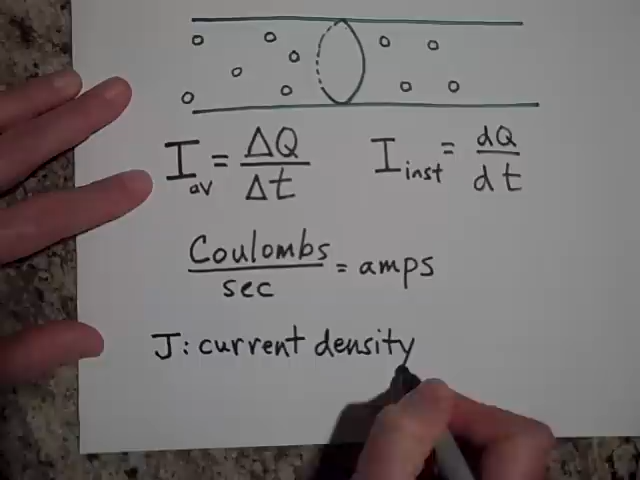 I_av = ΔQ/Δt
I_inst = dQ/dt
Coulombs/sec = amps
J: current density